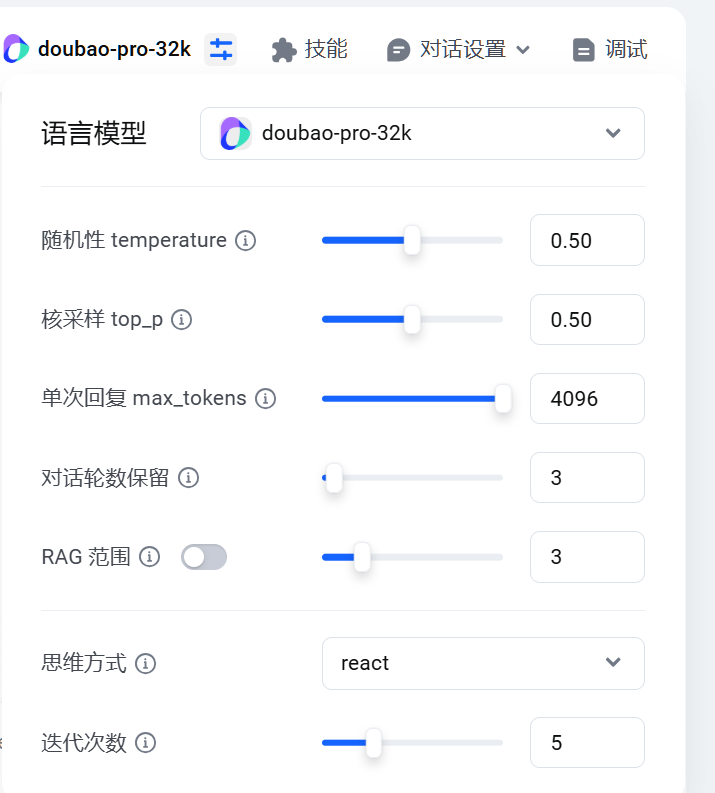 doubao-pro-32k 技能 对话设置 调试
语言模型 doubao-pro-32k
随机性 temperature 0.50
核采样 top_p 0.50
单次回复 max_tokens 4096
对话轮数保留 3
RAG 范围 3
思维方式 react
迭代次数 5